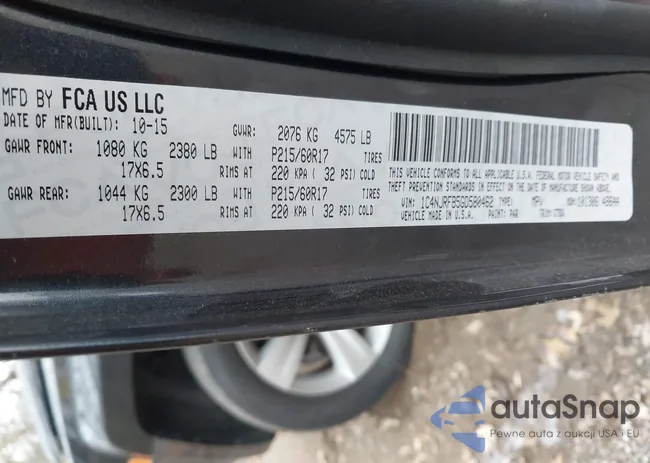 MFD BY FCA US LLC
DATE OF MFR(BUILT): 10-15 GVWR: 2076 KG 4575 LB
GAWR FRONT: 1080 KG 2380 LB WITH P215/60R17 TIRES
17X6.5 RIMS AT 220 KPA ( 32 PSI) COLD
GAWR REAR: 1044 KG 2300 LB WITH P215/60R17 TIRES
17X6.5 RIMS AT 220 KPA ( 32 PSI) COLD
THIS VEHICLE CONFORMS TO ALL APPLICABLE U.S.A. FEDERAL MOTOR VEHICLE SAFETY AND
THEFT PREVENTION STANDARDS IN EFFECT ON THE DATE OF MANUFACTURE SHOWN ABOVE.
VIN: 1C4NJRFB5GD580462 TYPE: MPV
MADE IN U.S.A.
autaSnap
Pewne auta z aukcji USA i EU